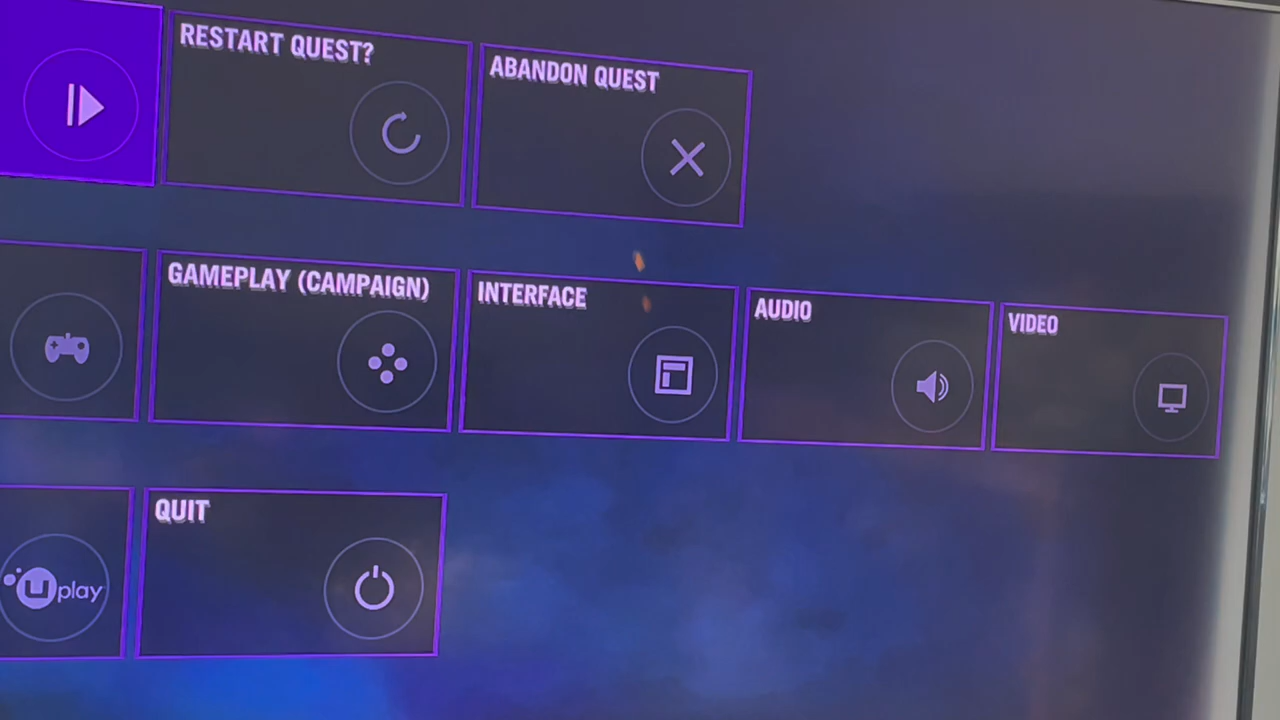 RESTART QUEST?
ABANDON QUEST
GAMEPLAY (CAMPAIGN)
INTERFACE
AUDIO
VIDEO
Uplay
QUIT